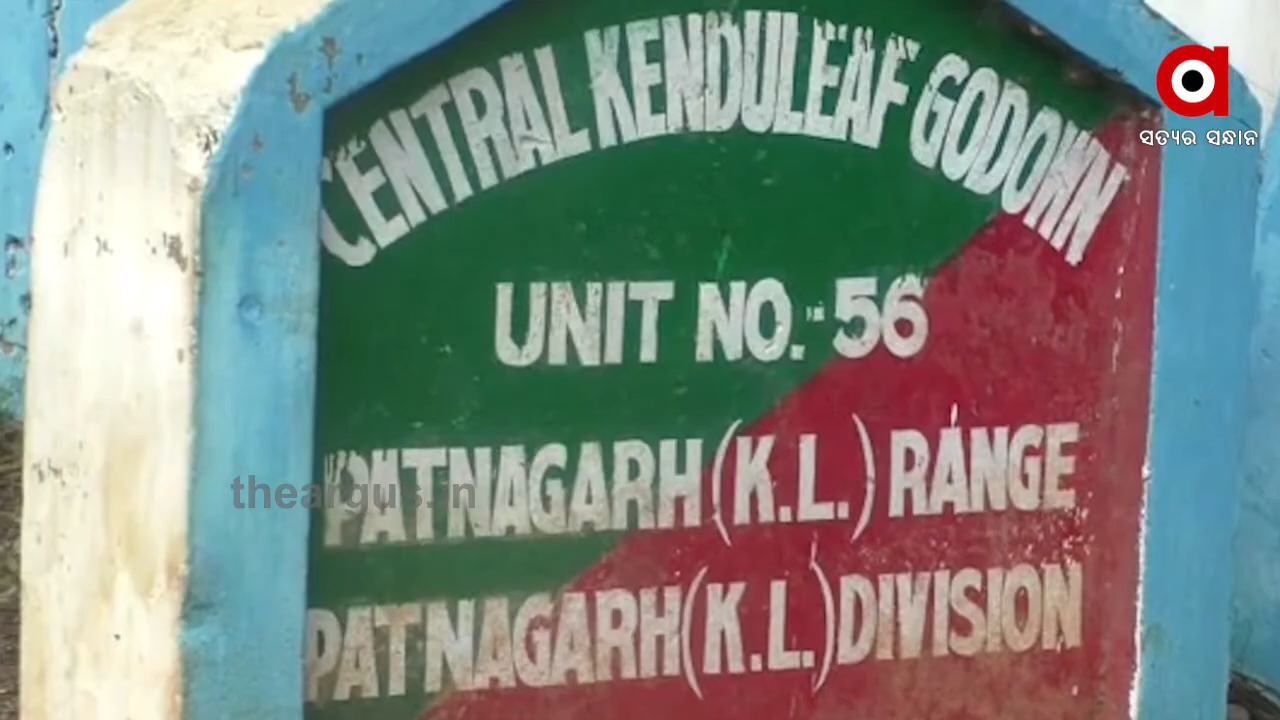 CENTRAL KENDULEAF GODOWN
UNIT NO.- 56
PATNAGARH (K.L.) RANGE
PATNAGARH (K.L.) DIVISION
ସତ୍ୟର ସନ୍ଧାନ
theargus.in